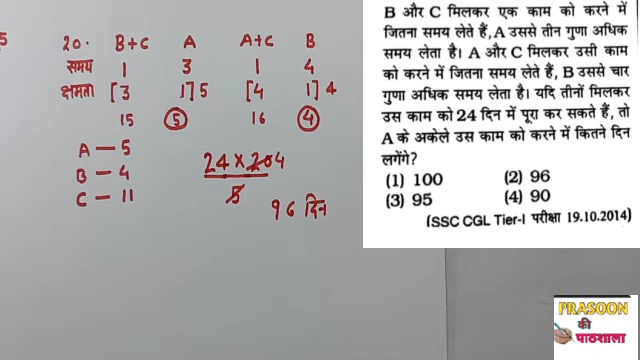 5
20. B+C A A+C B
समय 1 3 1 4
क्षमता [3 1]5 [4 1]4
15 5 16 4
A — 5
B — 4
C — 11
24 × 20 4
5
96 दिन
B और C मिलकर एक काम को करने में
जितना समय लेते हैं, A उससे तीन गुणा अधिक
समय लेता है। A और C मिलकर उसी काम
को करने में जितना समय लेते हैं, B उससे चार
गुणा अधिक समय लेता है। यदि तीनों मिलकर
उस काम को 24 दिन में पूरा कर सकते हैं, तो
A के अकेले उस काम को करने में कितने दिन
लगेंगे?
(1) 100 (2) 96
(3) 95 (4) 90
(SSC CGL Tier-I परीक्षा 19.10.2014)
PRASOON
की
पाठशाला